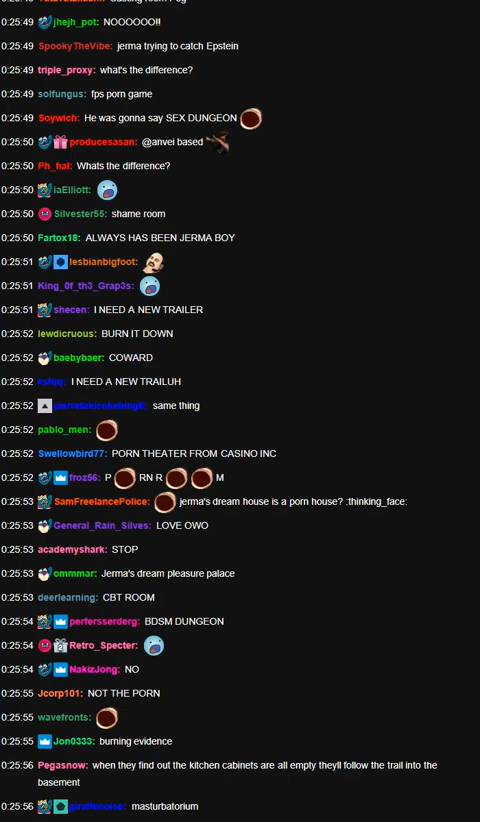 0:25:49 jhejh_pot: NOOOOOO!!!
0:25:49 SpookyTheVibe: jerma trying to catch Epstein
0:25:49 triple_proxy: what's the difference?
0:25:49 solfungus: fps porn game
0:25:49 Soywich: He was gonna say SEX DUNGEON
0:25:50 producesasan: @anvei based
0:25:50 Ph_hal: Whats the difference?
0:25:50 iaElliott:
0:25:50 Silvester55: shame room
0:25:50 Fartox18: ALWAYS HAS BEEN JERMA BOY
0:25:51 lesbianbigfoot:
0:25:51 King_0f_th3_Grap3s:
0:25:51 shecen: I NEED A NEW TRAILER
0:25:52 lewdicruous: BURN IT DOWN
0:25:52 baebybaer: COWARD
0:25:52 I NEED A NEW TRAILUH
0:25:52 same thing
0:25:52 pablo_men:
0:25:52 Swellowbird77: PORN THEATER FROM CASINO INC
0:25:52 froz56: P RN R M
0:25:53 SamFreelancePolice: jerma's dream house is a porn house? :thinking_face:
0:25:53 General_Rain_Silves: LOVE OWO
0:25:53 academyshark: STOP
0:25:53 ommmar: Jerma's dream pleasure palace
0:25:53 deerlearning: CBT ROOM
0:25:54 perfersserderg: BDSM DUNGEON
0:25:54 Retro_Specter:
0:25:54 NakizJong: NO
0:25:55 Jcorp101: NOT THE PORN
0:25:55 wavefronts:
0:25:55 Jon0333: burning evidence
0:25:56 Pegasnow: when they find out the kitchen cabinets are all empty theyll follow the trail into the
basement
0:25:56 giraffenoise: masturbatorium